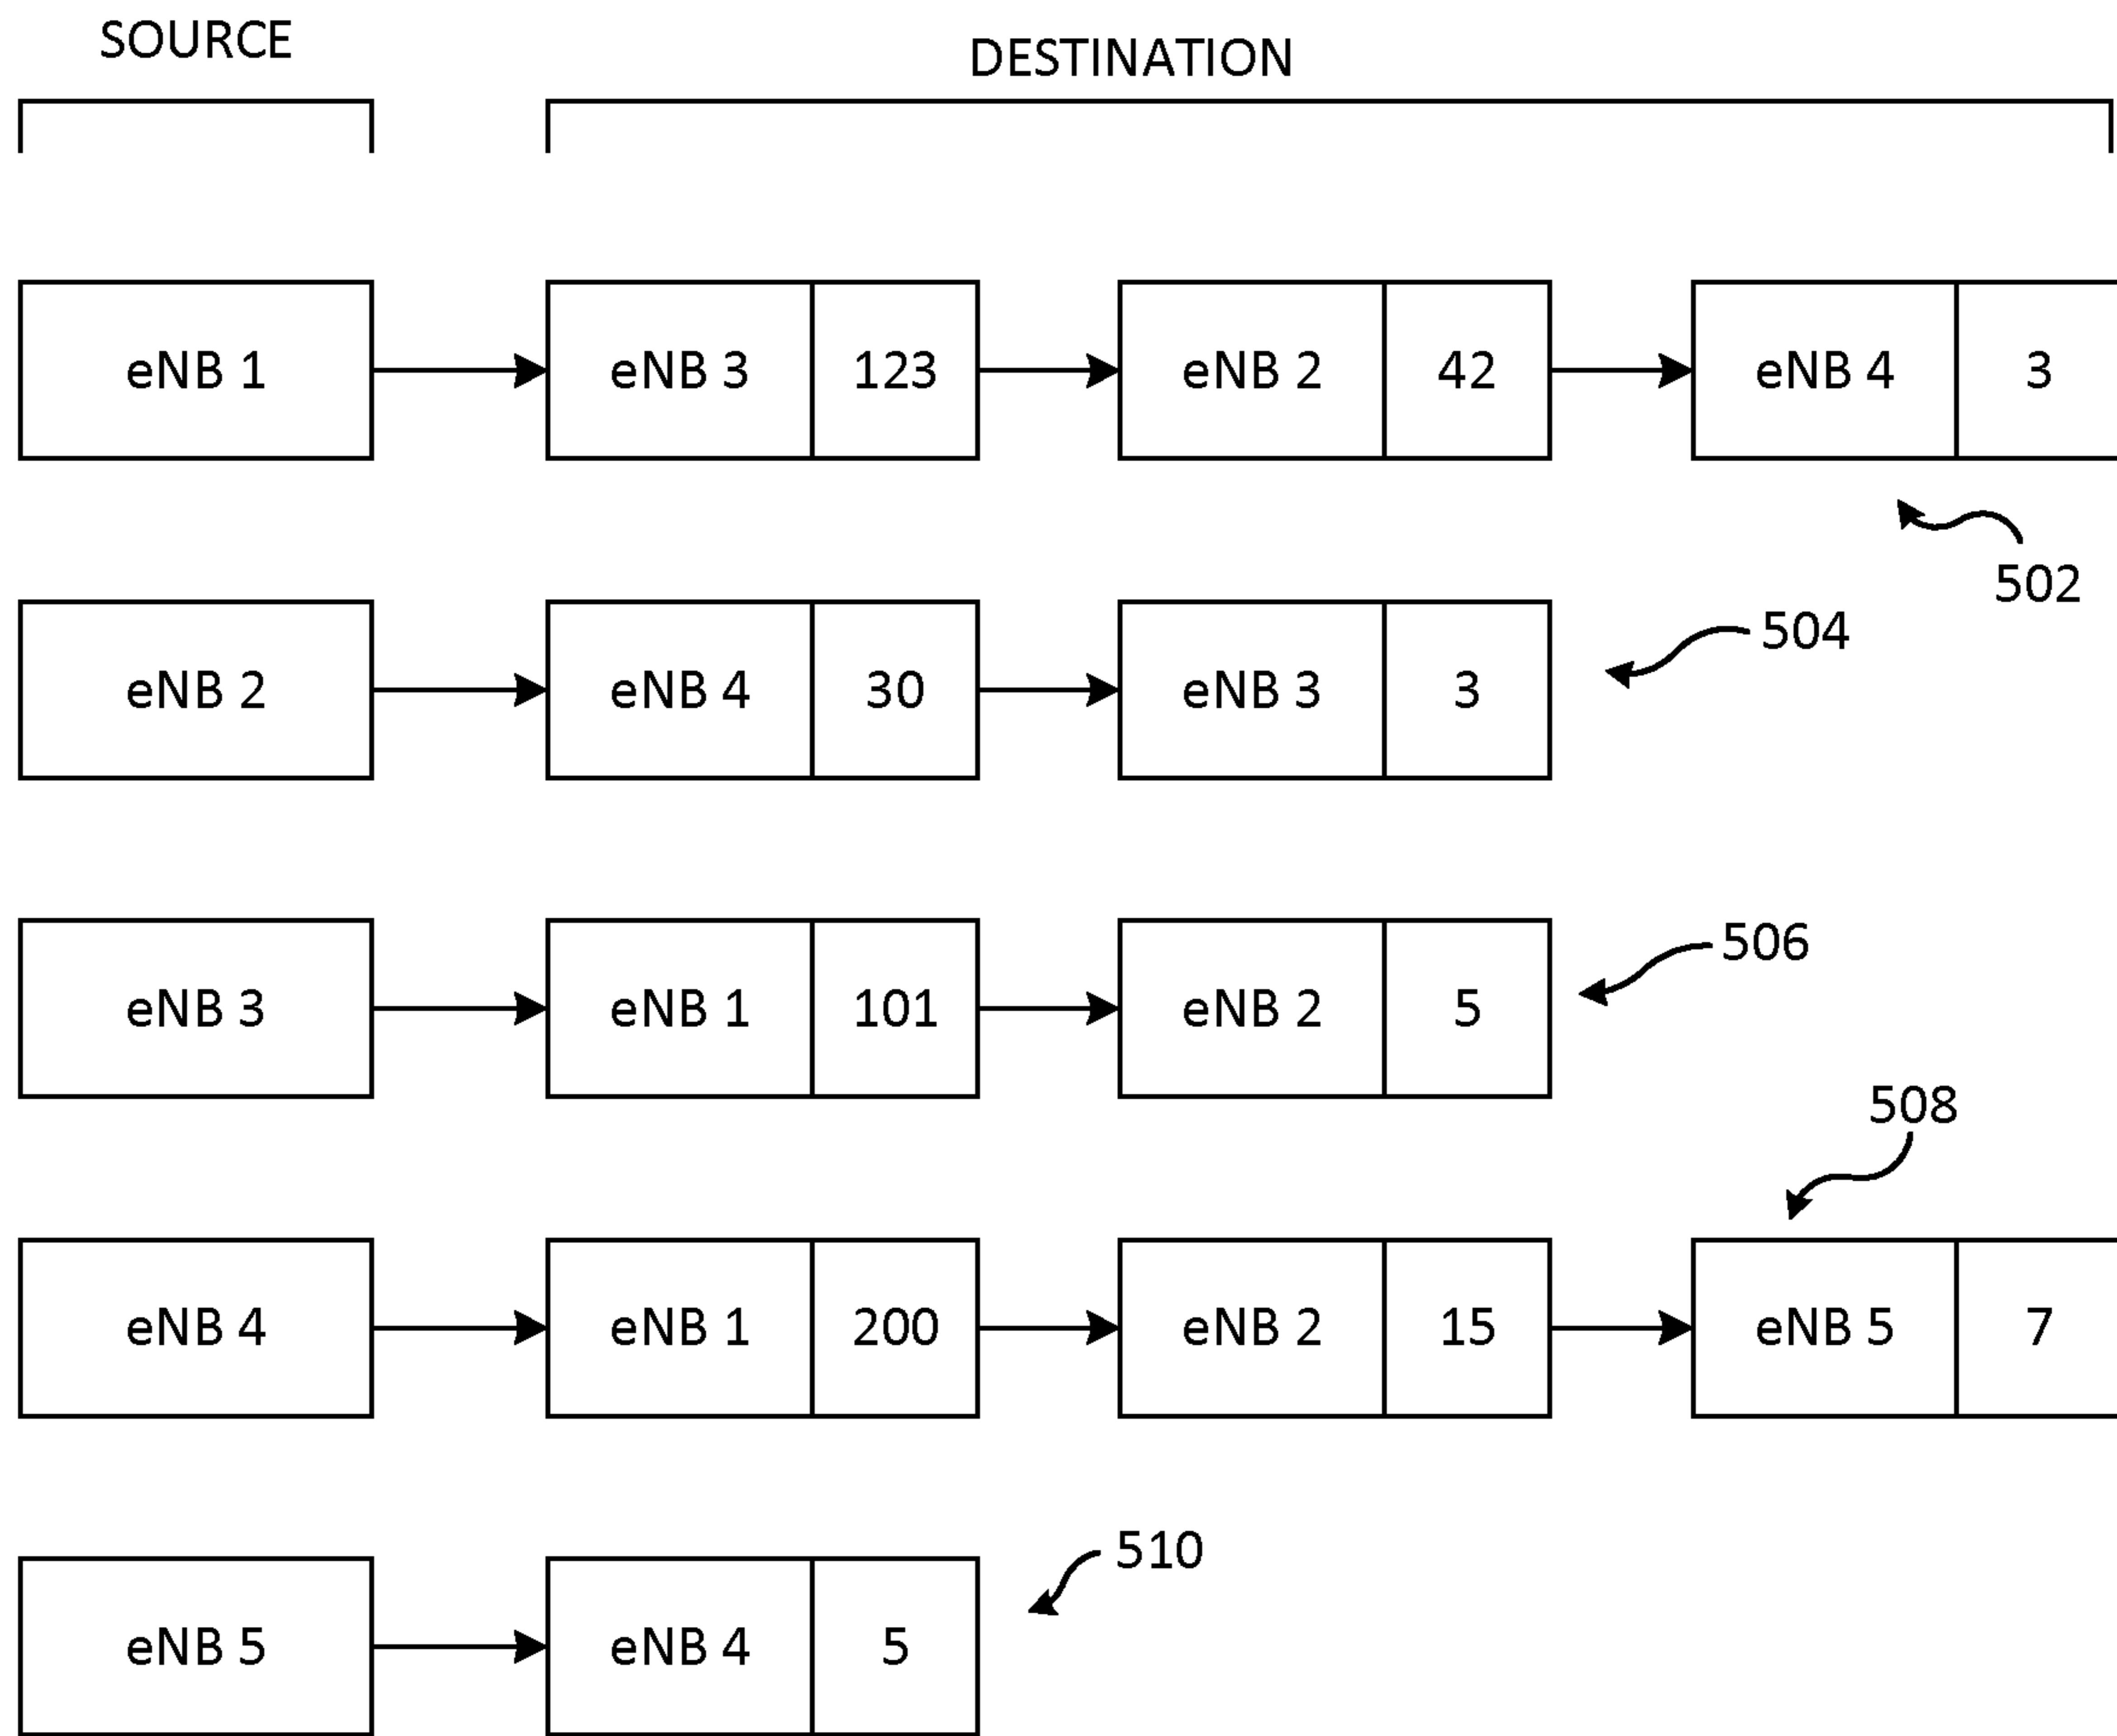 SOURCE
DESTINATION
eNB 1 eNB 3 123 eNB 2 42 eNB 4 3
502
504
eNB 2 eNB 4 30 eNB 3 3
506
eNB 3 eNB 1 101 eNB 2 5
508
eNB 4 eNB 1 200 eNB 2 15 eNB 5 7
510
eNB 5 eNB 4 5